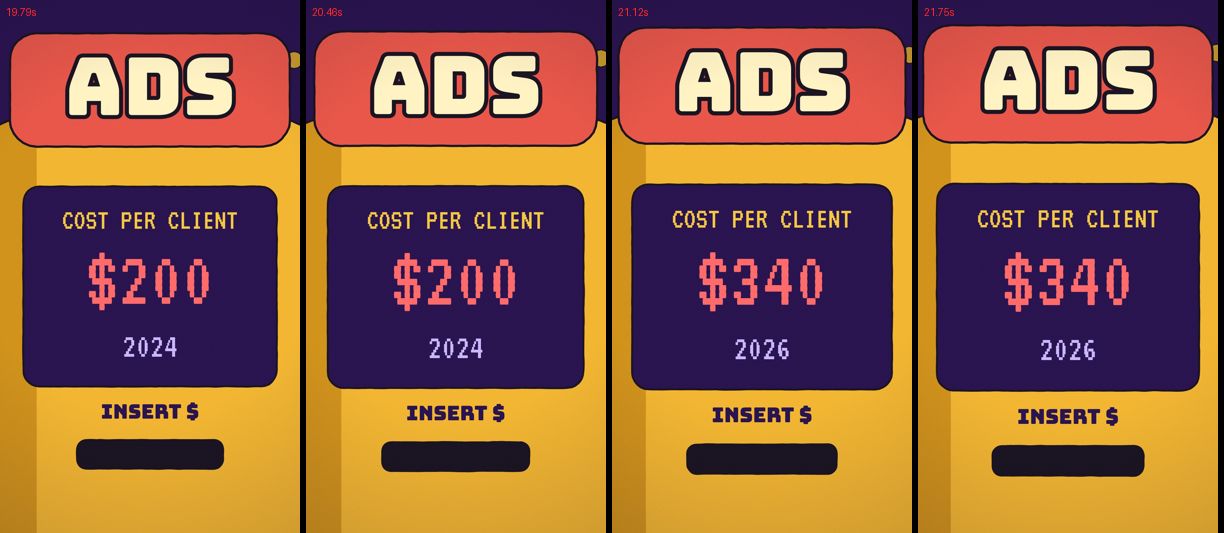 19.79s
ADS
COST PER CLIENT
$200
2024
INSERT $
20.46s
ADS
COST PER CLIENT
$200
2024
INSERT $
21.12s
ADS
COST PER CLIENT
$340
2026
INSERT $
21.75s
ADS
COST PER CLIENT
$340
2026
INSERT $